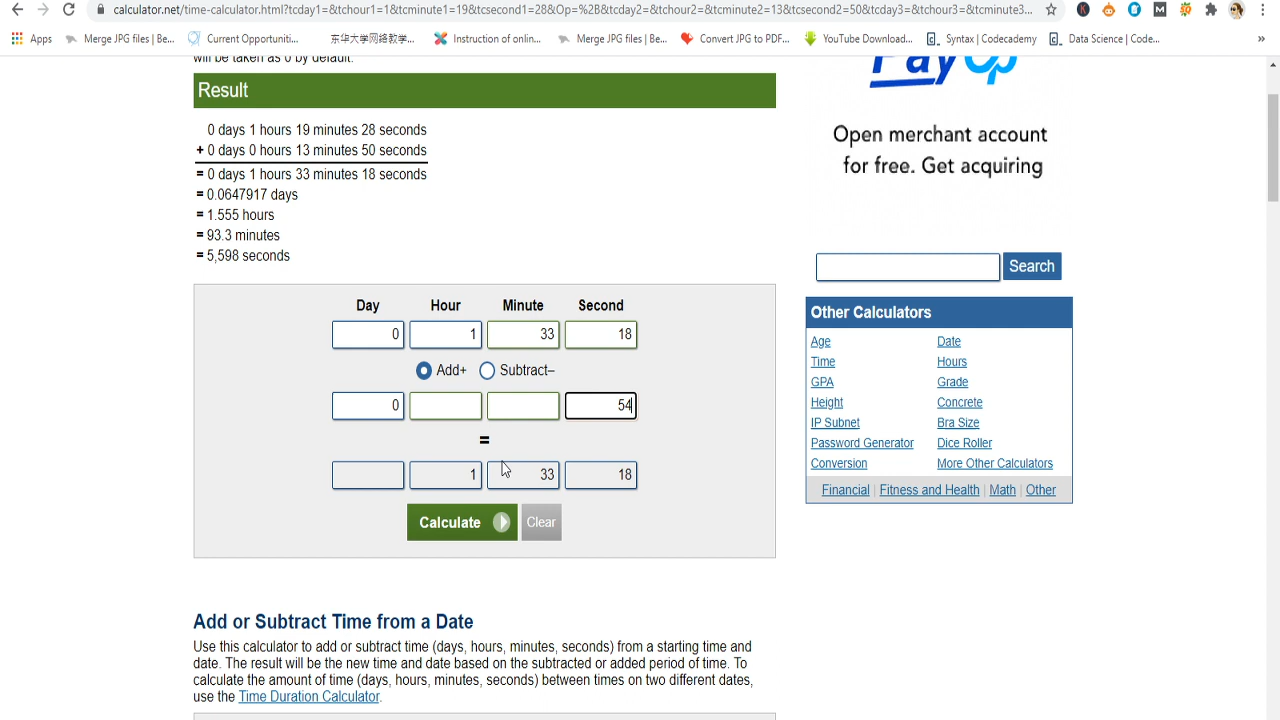 calculator.net/time-calculator.html?tcday1=&tchour1=1&tcminute1=19&tcsecond1=28&Op=%2B&tcday2=&tchour2=&tcminute2=13&tcsecond2=50&tcday3=&tchour3=&tcminute3...
Apps Merge JPG files | Be... Current Opportuniti... 东华大学网络教学... Instruction of onlin... Merge JPG files | Be... Convert JPG to PDF... YouTube Download... Syntax | Codecademy Data Science | Code... »
will be taken as 0 by default.
Result
0 days 1 hours 19 minutes 28 seconds
+ 0 days 0 hours 13 minutes 50 seconds
= 0 days 1 hours 33 minutes 18 seconds
= 0.0647917 days
= 1.555 hours
= 93.3 minutes
= 5,598 seconds
Day Hour Minute Second
0 1 33 18
Add+ Subtract–
0 54
=
1 33 18
Calculate Clear
Add or Subtract Time from a Date
Use this calculator to add or subtract time (days, hours, minutes, seconds) from a starting time and
date. The result will be the new time and date based on the subtracted or added period of time. To
calculate the amount of time (days, hours, minutes, seconds) between times on two different dates,
use the Time Duration Calculator.
Open merchant account
for free. Get acquiring
Search
Other Calculators
Age Date
Time Hours
GPA Grade
Height Concrete
IP Subnet Bra Size
Password Generator Dice Roller
Conversion More Other Calculators
Financial | Fitness and Health | Math | Other